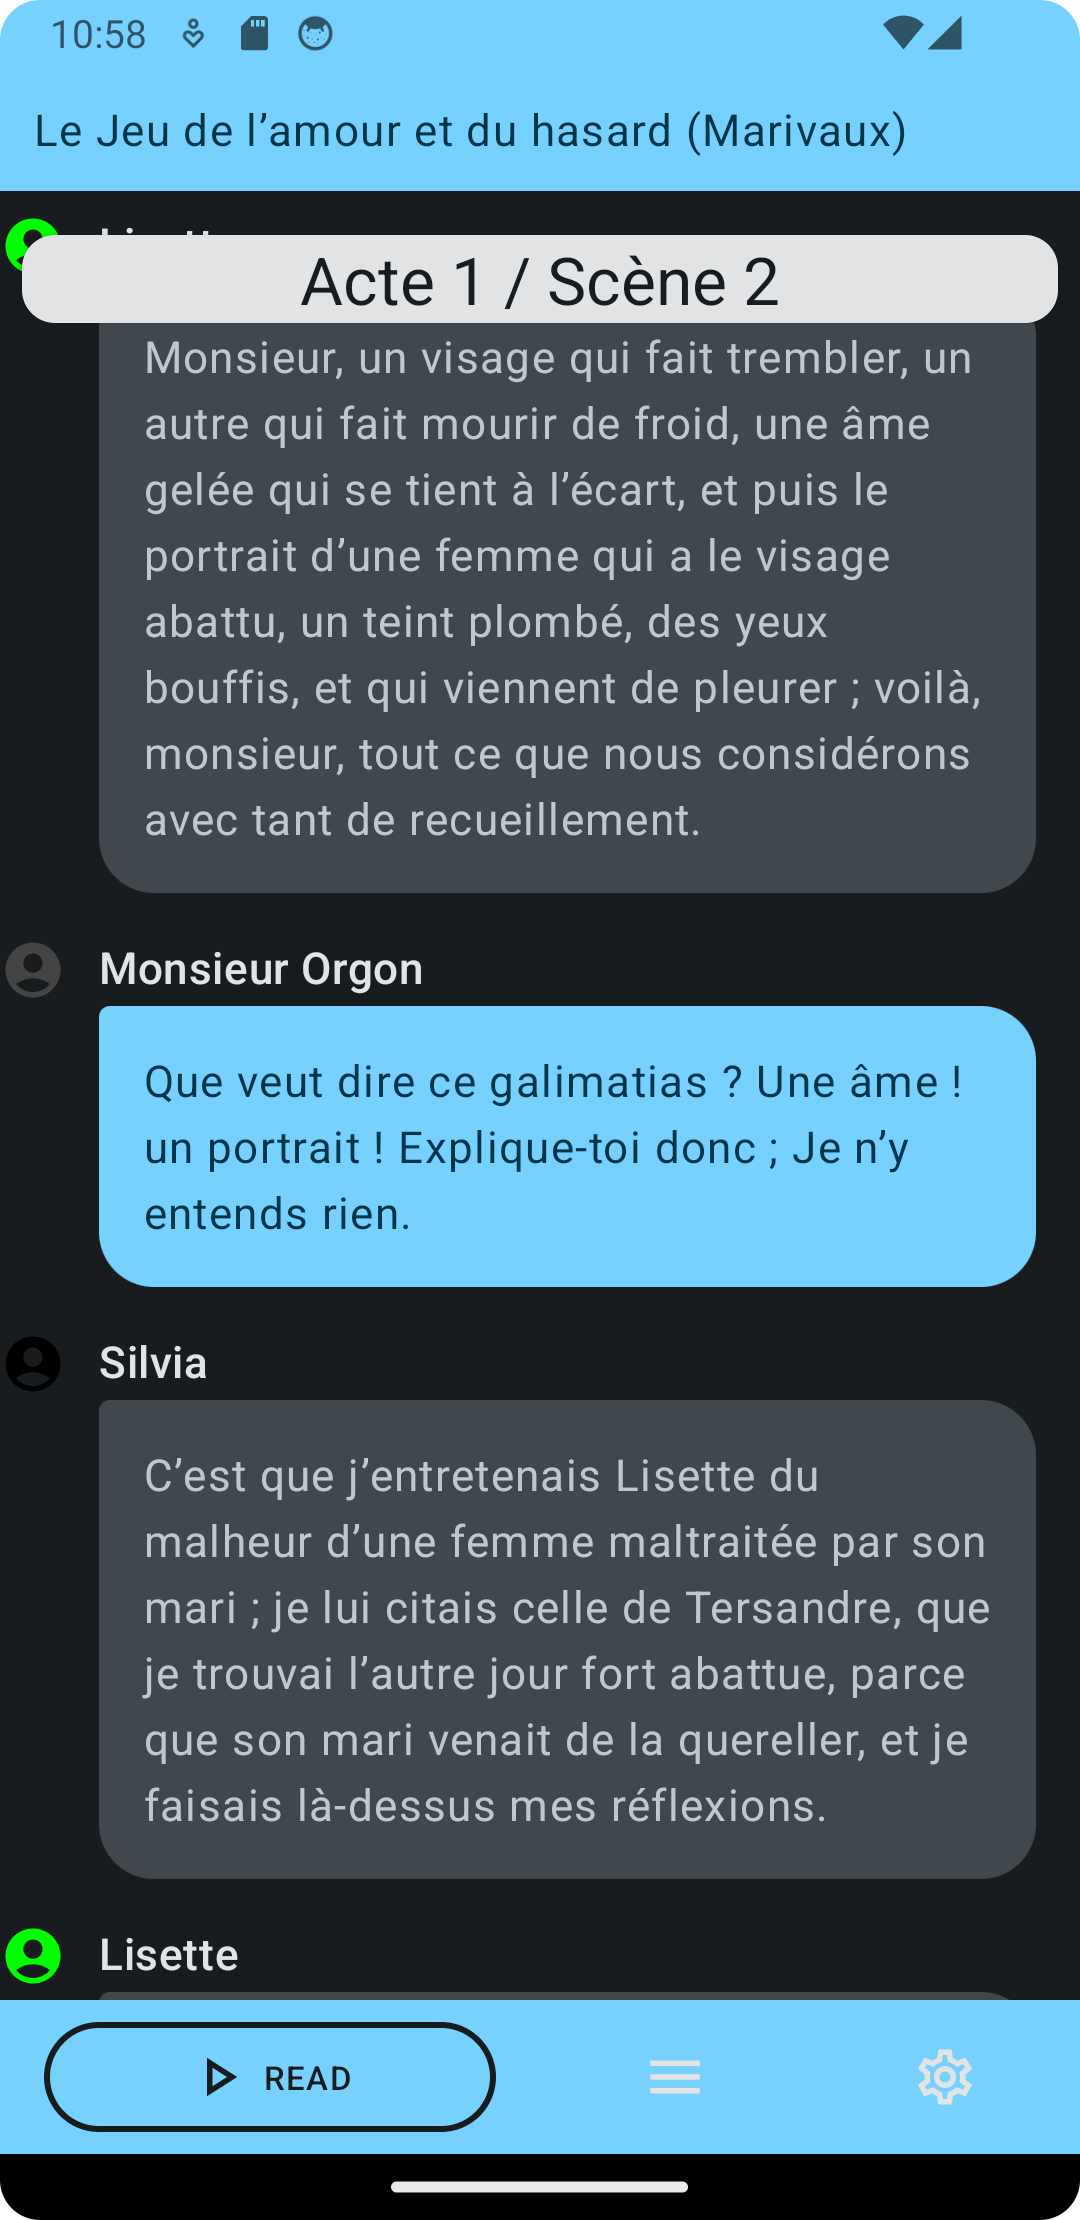 10:58
Le Jeu de l’amour et du hasard (Marivaux)
Acte 1 / Scène 2
Monsieur, un visage qui fait trembler, un
autre qui fait mourir de froid, une âme
gelée qui se tient à l’écart, et puis le
portrait d’une femme qui a le visage
abattu, un teint plombé, des yeux
bouffis, et qui viennent de pleurer ; voilà,
monsieur, tout ce que nous considérons
avec tant de recueillement.
Monsieur Orgon
Que veut dire ce galimatias ? Une âme !
un portrait ! Explique-toi donc ; Je n’y
entends rien.
Silvia
C’est que j’entretenais Lisette du
malheur d’une femme maltraitée par son
mari ; je lui citais celle de Tersandre, que
je trouvai l’autre jour fort abattue, parce
que son mari venait de la quereller, et je
faisais là-dessus mes réflexions.
Lisette
READ